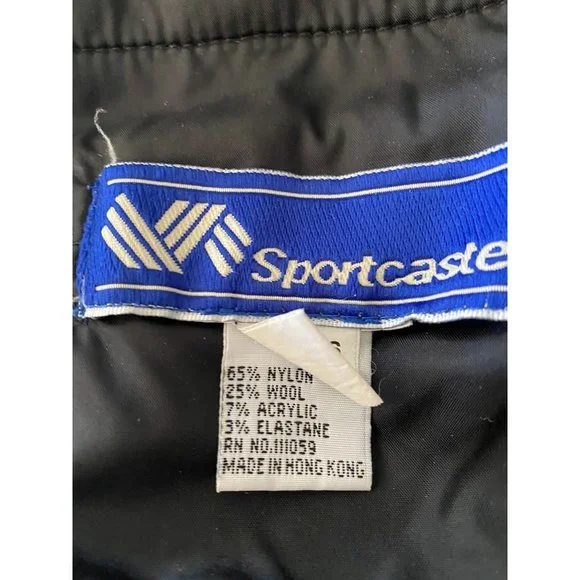 Sportcaste
S
65% NYLON
25% WOOL
7% ACRYLIC
3% ELASTANE
RN NO.111059
MADE IN HONG KONG